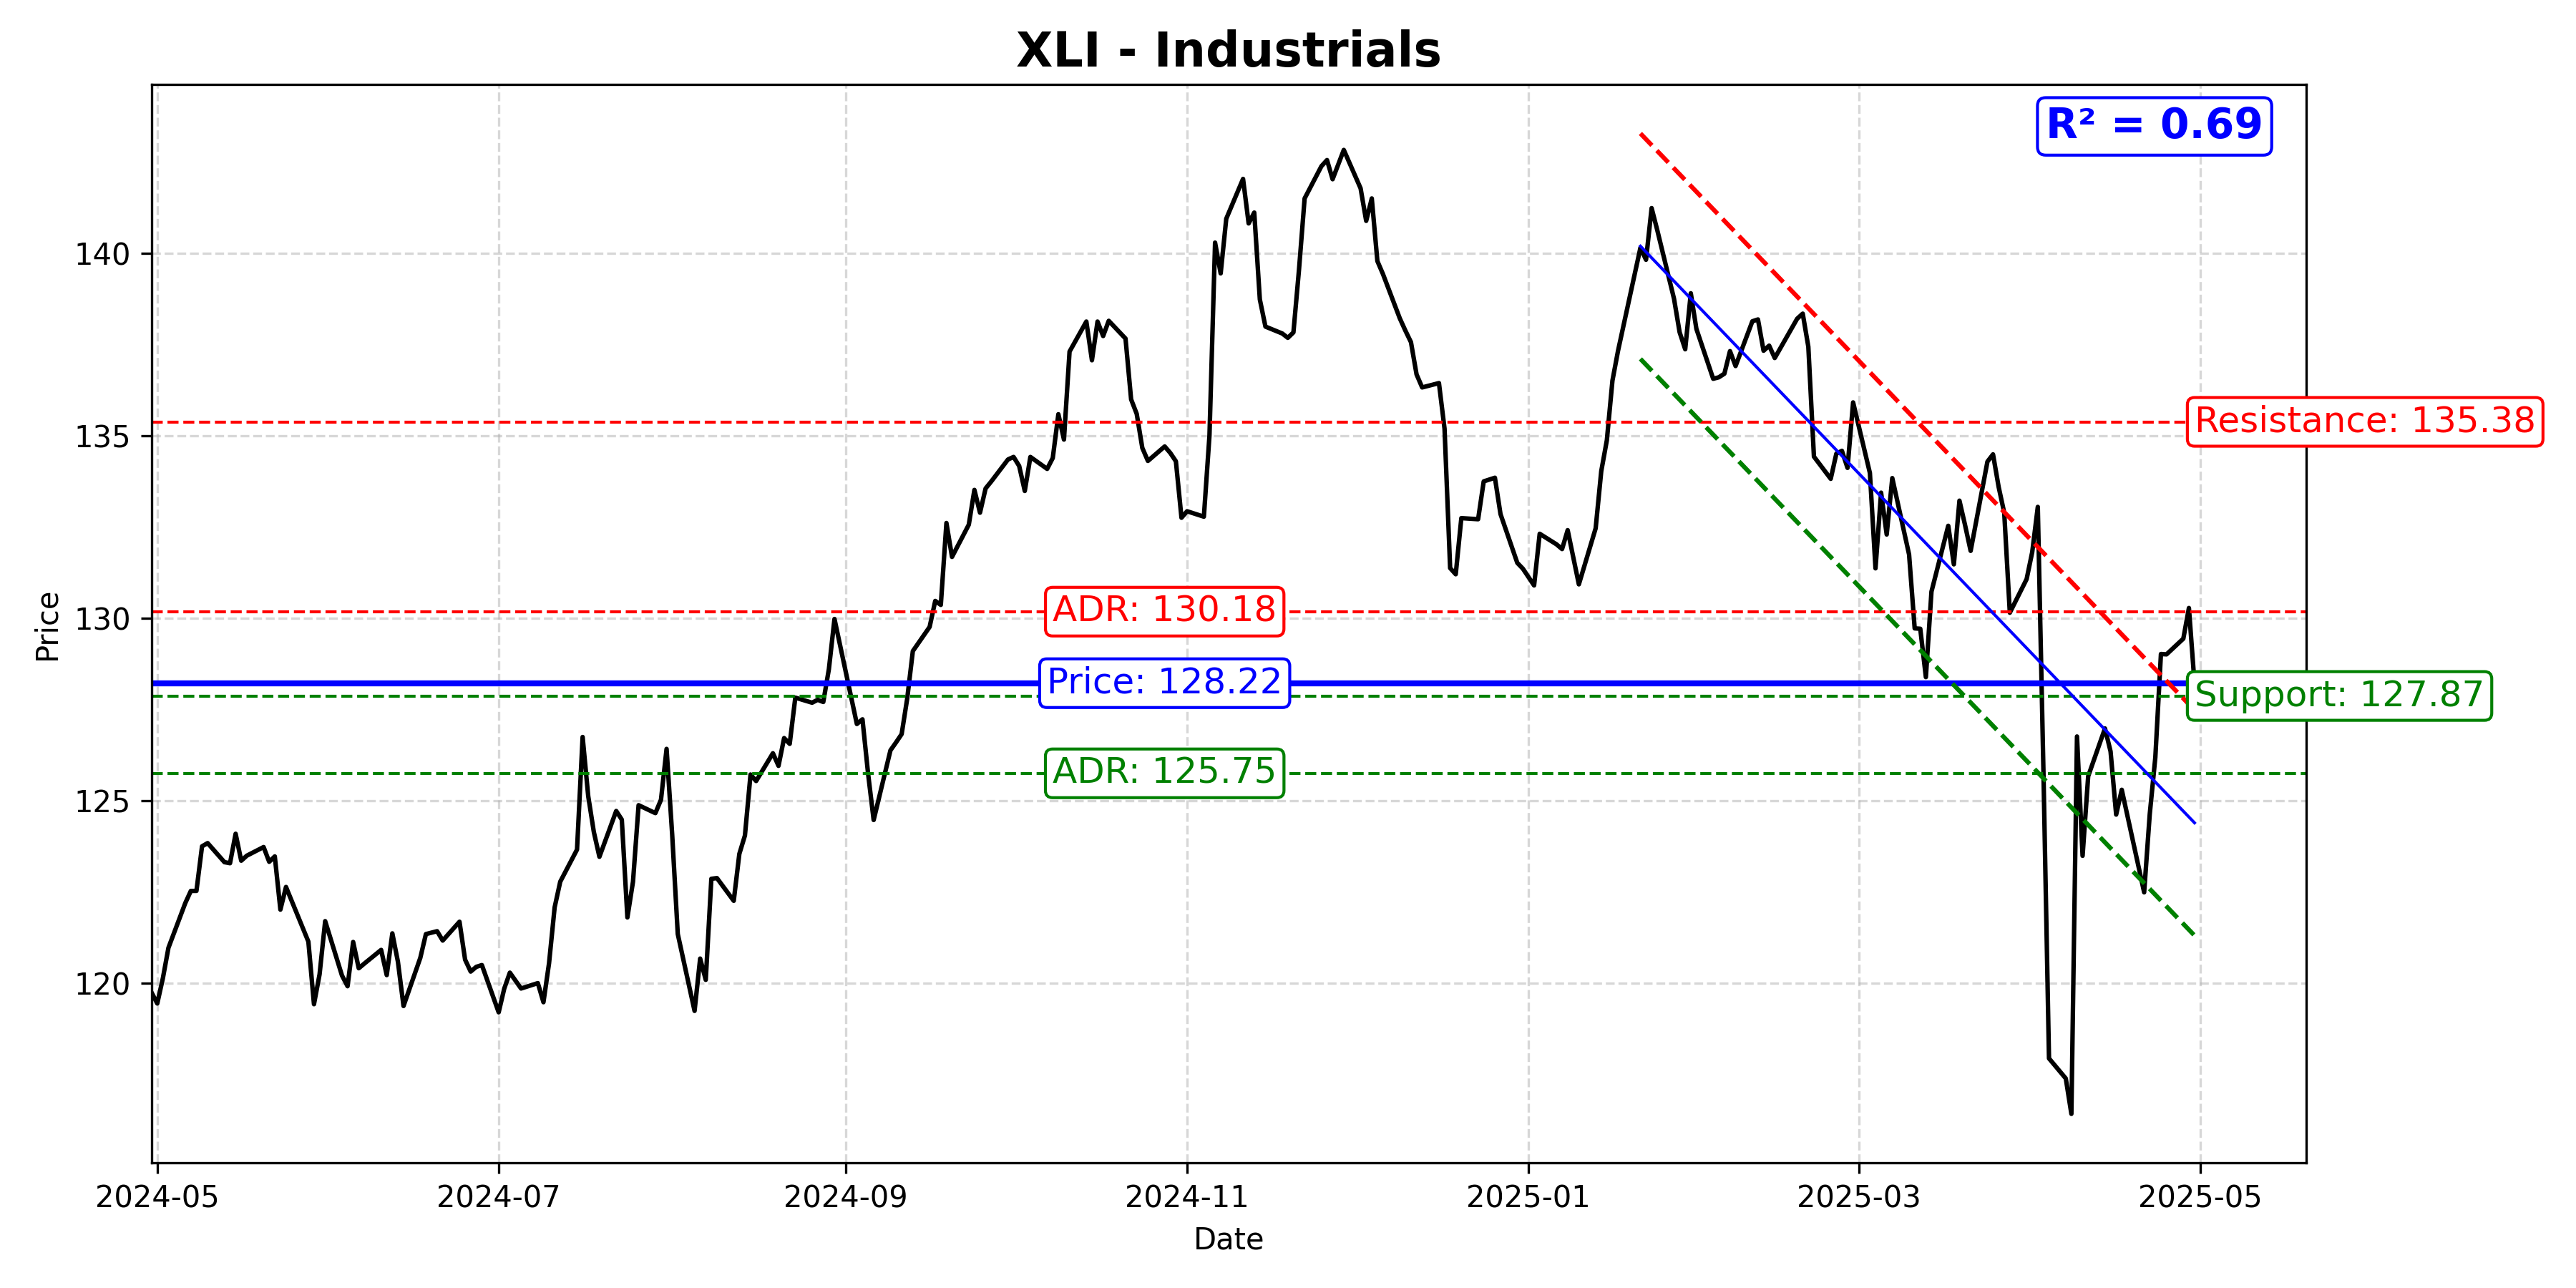 XLI - Industrials
R² = 0.69
140
135
130
125
120
Price
Resistance: 135.38
ADR: 130.18
Price: 128.22
Support: 127.87
ADR: 125.75
2024-05
2024-07
2024-09
2024-11
2025-01
2025-03
2025-05
Date